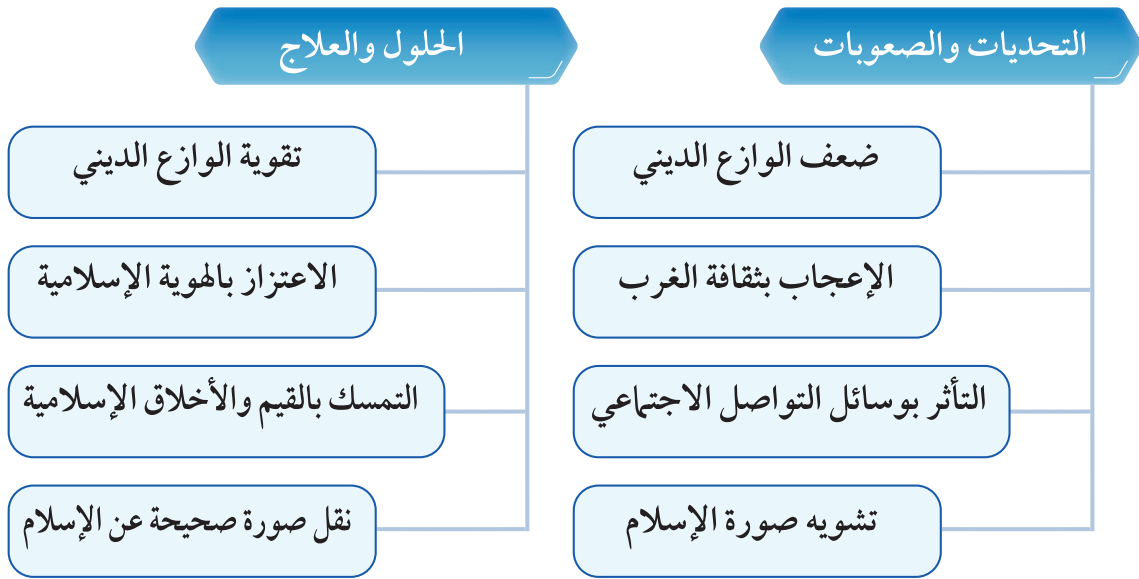 التحديات والصعوبات
ضعف الوازع الديني
الإعجاب بثقافة الغرب
التأثر بوسائل التواصل الاجتماعي
تشويه صورة الإسلام
الحلول والعلاج
تقوية الوازع الديني
الاعتزاز بالهوية الإسلامية
التمسك بالقيم والأخلاق الإسلامية
نقل صورة صحيحة عن الإسلام